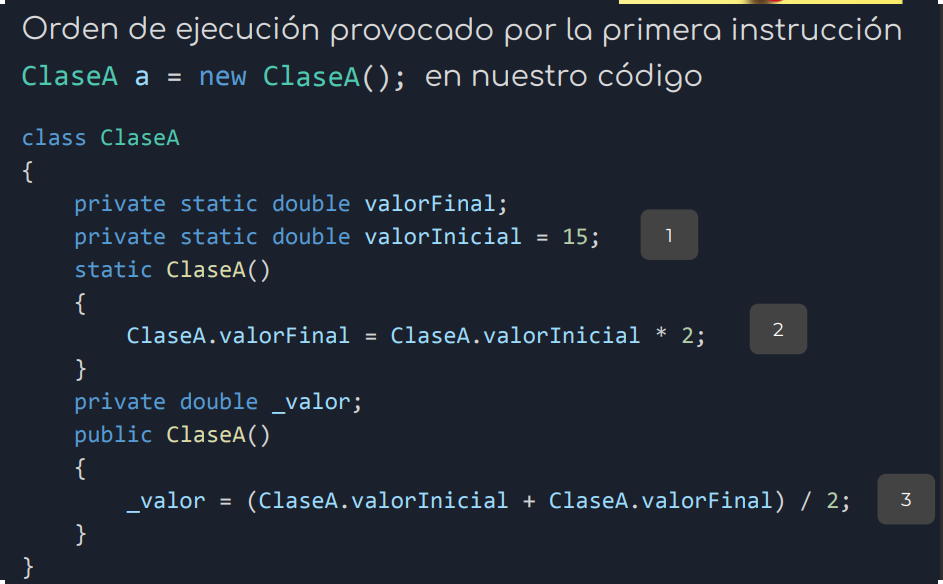 Orden de ejecución provocado por la primera instrucción
ClaseA a = new ClaseA(); en nuestro código
class ClaseA
{
    private static double valorFinal;
    private static double valorInicial = 15; 1
    static ClaseA()
    {
        ClaseA.valorFinal = ClaseA.valorInicial * 2; 2
    }
    private double _valor;
    public ClaseA()
    {
        _valor = (ClaseA.valorInicial + ClaseA.valorFinal) / 2; 3
    }
}